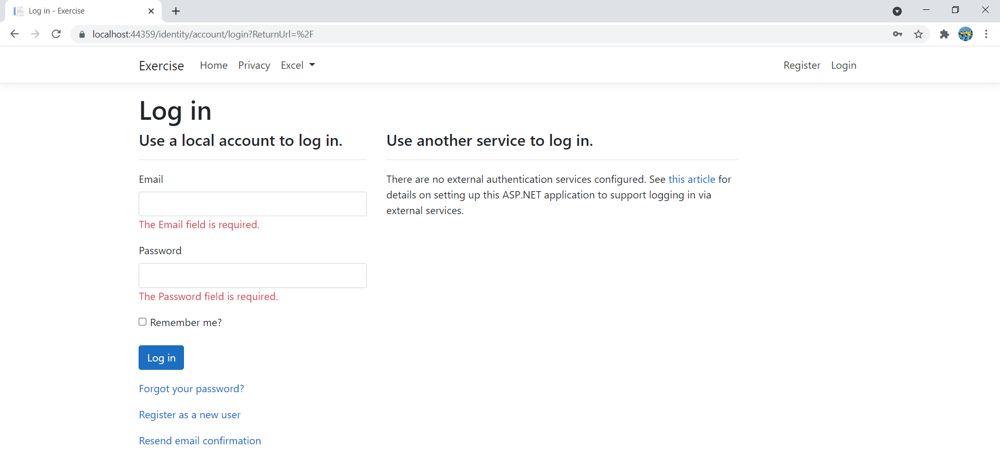 Log in - Exercise
localhost:44359/identity/account/login?ReturnUrl=%2F
Exercise Home Privacy Excel Register Login
Log in
Use a local account to log in.
Email
The Email field is required.
Password
The Password field is required.
Remember me?
Log in
Forgot your password?
Register as a new user
Resend email confirmation
Use another service to log in.
There are no external authentication services configured. See this article for
details on setting up this ASP.NET application to support logging in via
external services.